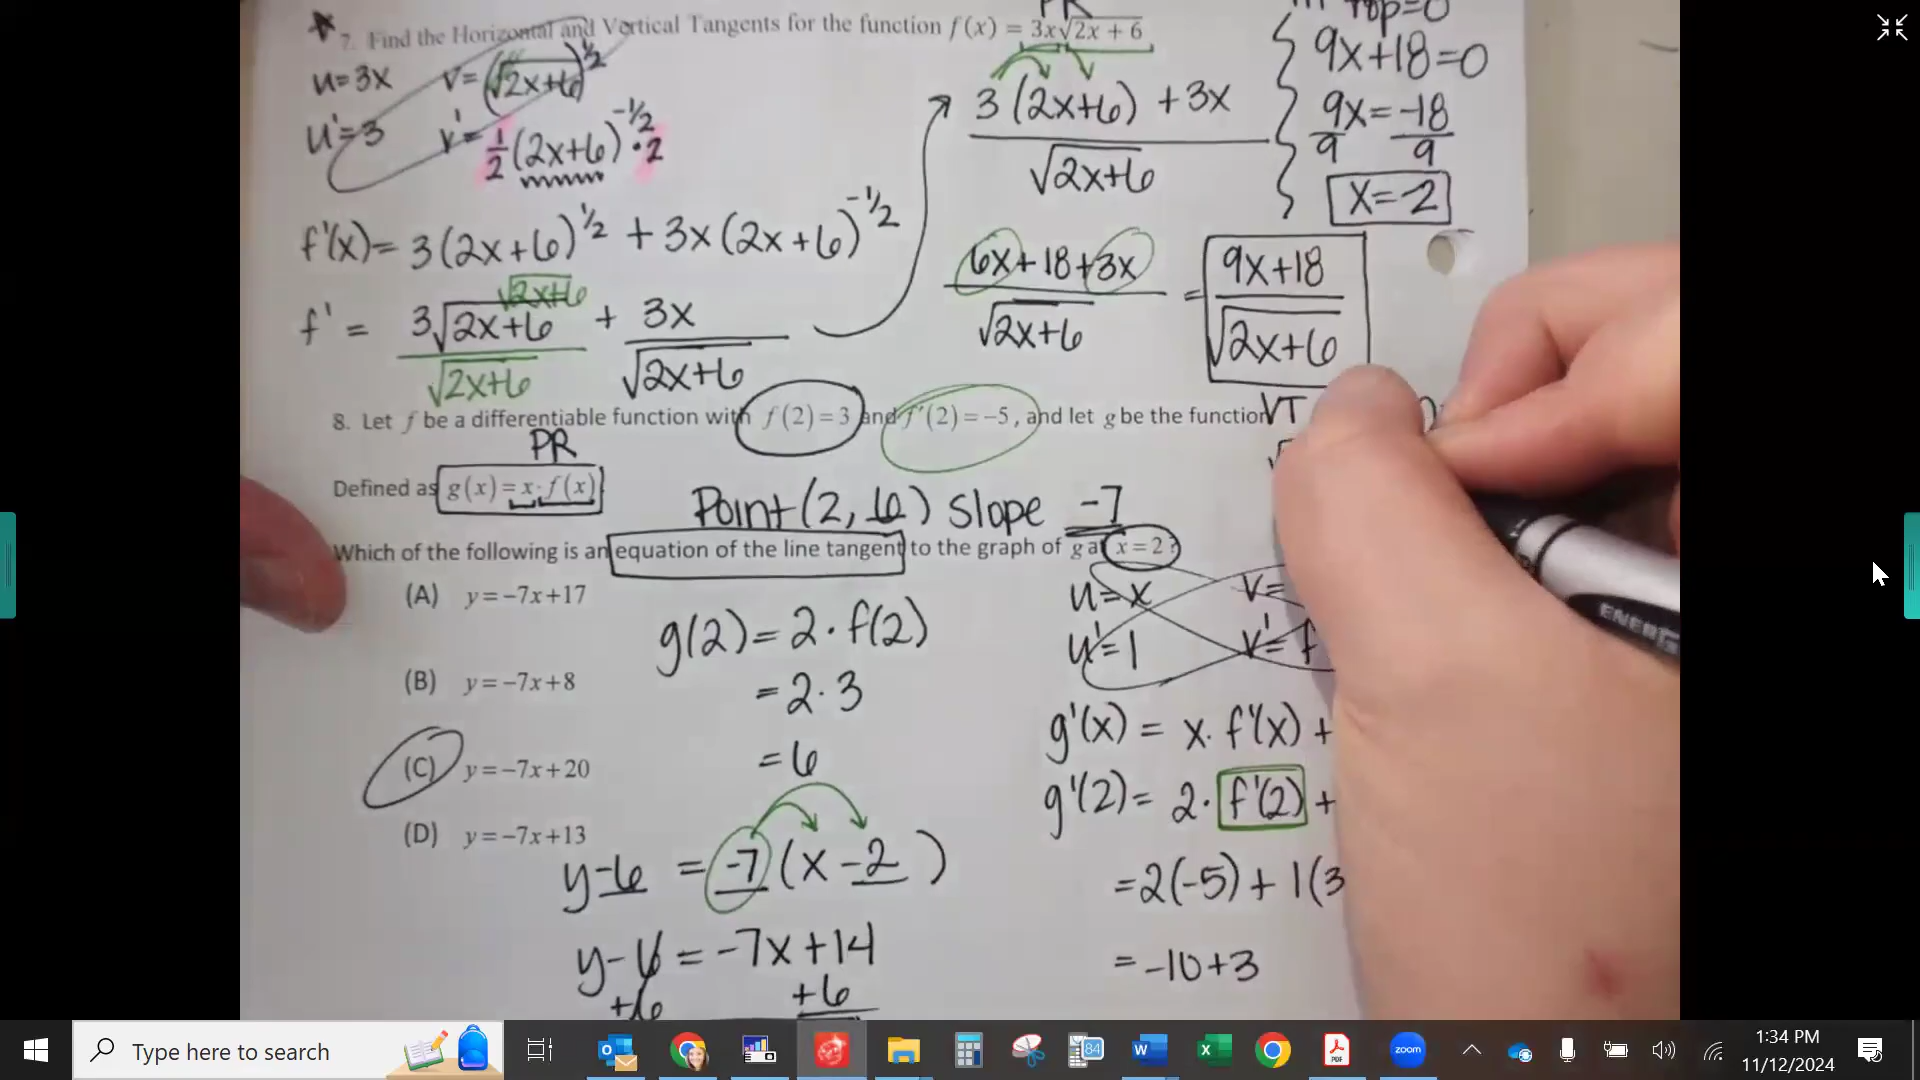 7. Find the Horizontal and Vertical Tangents for the function f(x) = 3x√2x + 6
PR
u=3x v=(√2x+6)^1/2
u'=3 v'=1/2(2x+6)^-1/2 · 2
f'(x)= 3(2x+6)^1/2 + 3x(2x+6)^-1/2
f' = 3√2x+6 √2x+6 / √2x+6 + 3x / √2x+6
3(2x+6) + 3x / √2x+6
6x+18+3x / √2x+6 = 9x+18 / √2x+6
Top=0
9x+18=0
9x=-18
9 9
x=-2
VT
8. Let f be a differentiable function with f(2)=3 and f'(2)=-5, and let g be the function
PR
Defined as g(x)=x·f(x)
Point (2, 6) slope -7
Which of the following is an equation of the line tangent to the graph of g at x=2?
(A) y=-7x+17
(B) y=-7x+8
(C) y=-7x+20
(D) y=-7x+13
g(2)= 2·f(2)
=2·3
=6
y-6 = -7(x-2)
y-6 = -7x+14
+6 +6
u=x v=
u'=1 v'=f
g'(x) = x·f'(x) +
g'(2)= 2·f'(2) +
=2(-5)+1(3
=-10+3
ENERG
Type here to search
84
zoom
1:34 PM
11/12/2024